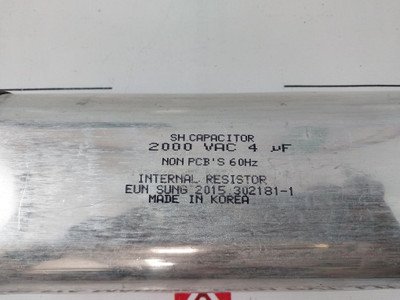 SH.CAPACITOR
2000 VAC 4 µF
NON PCB'S 60Hz
INTERNAL RESISTOR
EUN SUNG 2015 302181-1
MADE IN KOREA